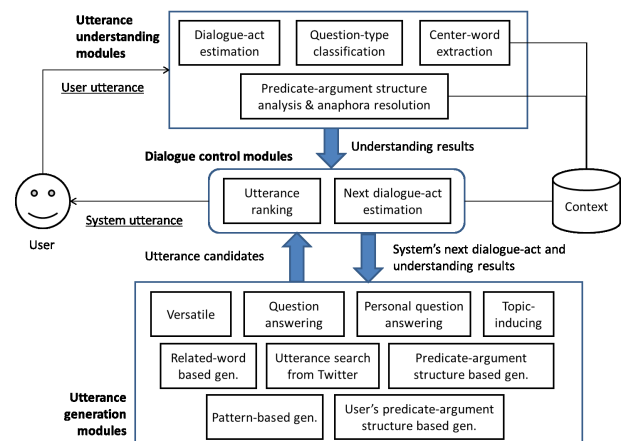 Utterance
understanding
modules
Dialogue-act
estimation
Question-type
classification
Center-word
extraction
Predicate-argument structure
analysis & anaphora resolution
User utterance
Understanding results
Dialogue control modules
Utterance
ranking
Next dialogue-act
estimation
Context
User
System utterance
Utterance candidates
System's next dialogue-act and
understanding results
Versatile
Question
answering
Personal question
answering
Topic-
inducing
Related-word
based gen.
Utterance search
from Twitter
Predicate-argument
structure based gen.
Utterance
generation
modules
Pattern-based gen.
User's predicate-argument
structure based gen.